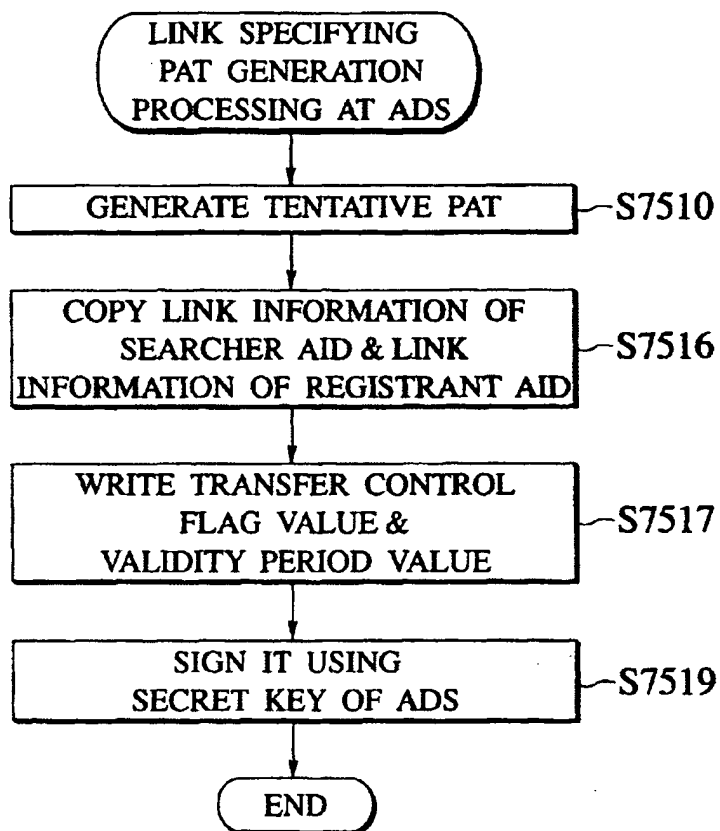 LINK SPECIFYING
PAT GENERATION
PROCESSING AT ADS
GENERATE TENTATIVE PAT
S7510
COPY LINK INFORMATION OF
SEARCHER AID & LINK
INFORMATION OF REGISTRANT AID
S7516
WRITE TRANSFER CONTROL
FLAG VALUE &
VALIDITY PERIOD VALUE
S7517
SIGN IT USING
SECRET KEY OF ADS
S7519
END